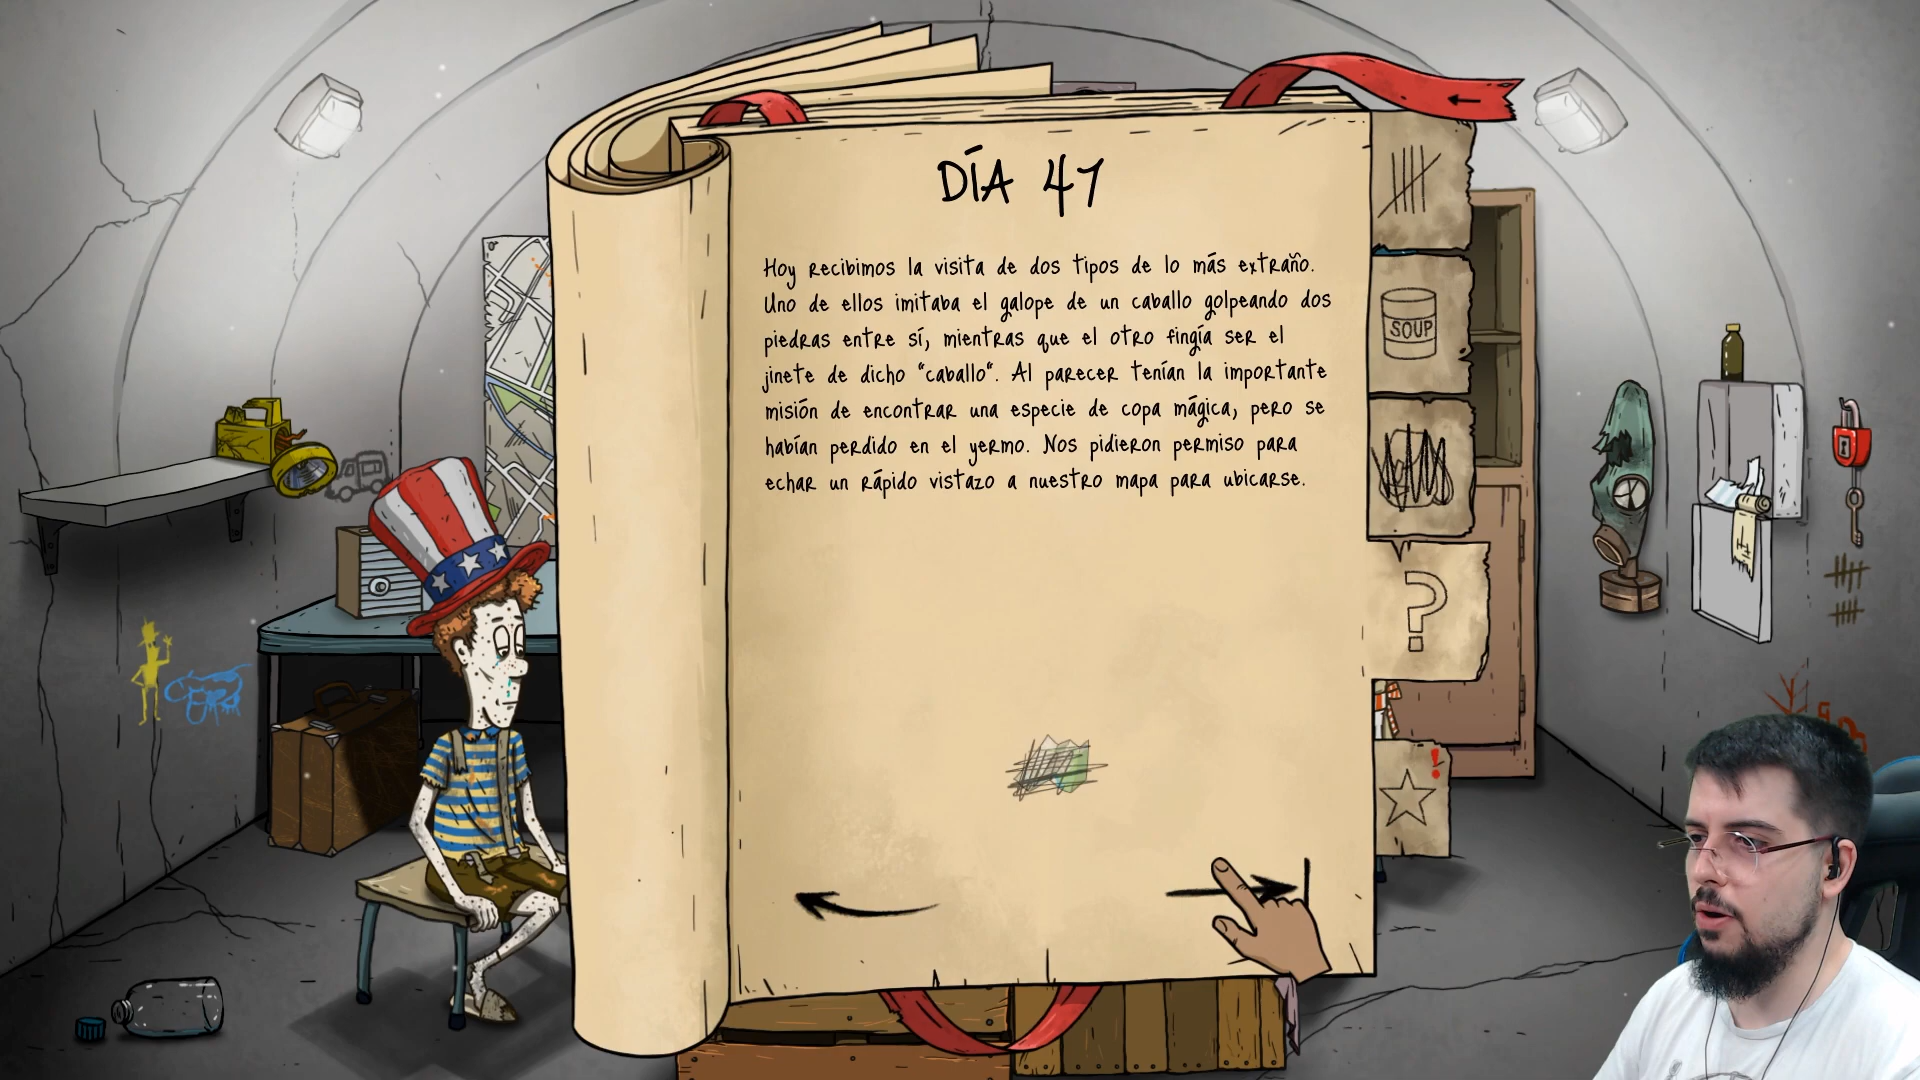 DÍA 47
Hoy recibimos la visita de dos tipos de lo más extraño.
Uno de ellos imitaba el galope de un caballo golpeando dos
piedras entre sí, mientras que el otro fingía ser el
jinete de dicho "caballo". Al parecer tenían la importante
misión de encontrar una especie de copa mágica, pero se
habían perdido en el yermo. Nos pidieron permiso para
echar un rápido vistazo a nuestro mapa para ubicarse.
SOUP
?
!